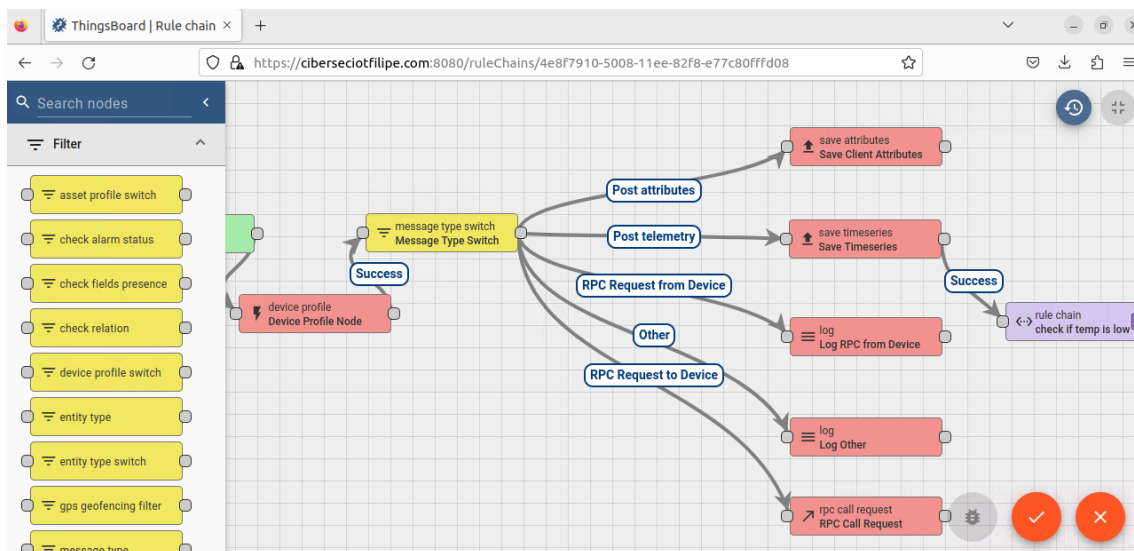 ThingsBoard | Rule chain
https://ciberseciotfilipe.com:8080/ruleChains/4e8f7910-5008-11ee-82f8-e77c80fffd08
Search nodes
Filter
asset profile switch
check alarm status
check fields presence
check relation
device profile switch
entity type
entity type switch
gps geofencing filter
message type
device profile
Device Profile Node
Success
message type switch
Message Type Switch
Post attributes
Post telemetry
RPC Request from Device
Other
RPC Request to Device
save attributes
Save Client Attributes
save timeseries
Save Timeseries
Success
rule chain
check if temp is low
log
Log RPC from Device
log
Log Other
rpc call request
RPC Call Request